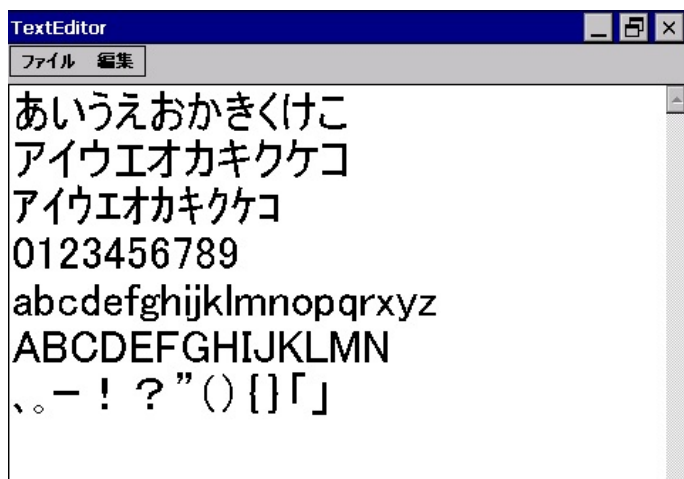 TextEditor
ファイル 編集
あいうえおかきくけこ
アイウエオカキクケコ
アイウエオカキクケコ
0123456789
abcdefghijklmnopqrxyz
ABCDEFGHIJKLMN
､｡ー！？”(){}｢｣